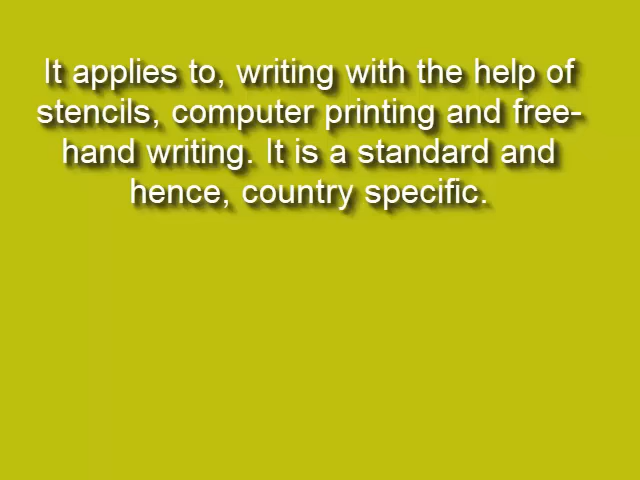 It applies to, writing with the help of
stencils, computer printing and free-
hand writing. It is a standard and
hence, country specific.